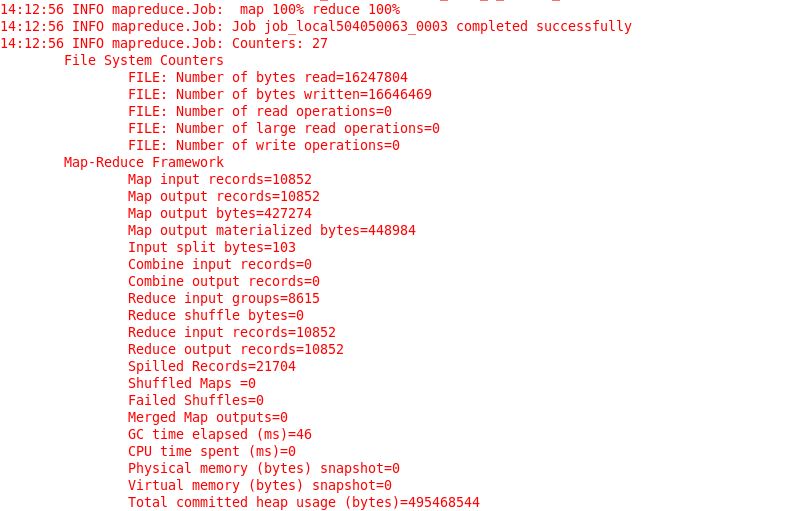 14:12:56 INFO mapreduce.Job:  map 100% reduce 100%
14:12:56 INFO mapreduce.Job: Job job_local504050063_0003 completed successfully
14:12:56 INFO mapreduce.Job: Counters: 27
File System Counters
FILE: Number of bytes read=16247804
FILE: Number of bytes written=16646469
FILE: Number of read operations=0
FILE: Number of large read operations=0
FILE: Number of write operations=0
Map-Reduce Framework
Map input records=10852
Map output records=10852
Map output bytes=427274
Map output materialized bytes=448984
Input split bytes=103
Combine input records=0
Combine output records=0
Reduce input groups=8615
Reduce shuffle bytes=0
Reduce input records=10852
Reduce output records=10852
Spilled Records=21704
Shuffled Maps =0
Failed Shuffles=0
Merged Map outputs=0
GC time elapsed (ms)=46
CPU time spent (ms)=0
Physical memory (bytes) snapshot=0
Virtual memory (bytes) snapshot=0
Total committed heap usage (bytes)=495468544